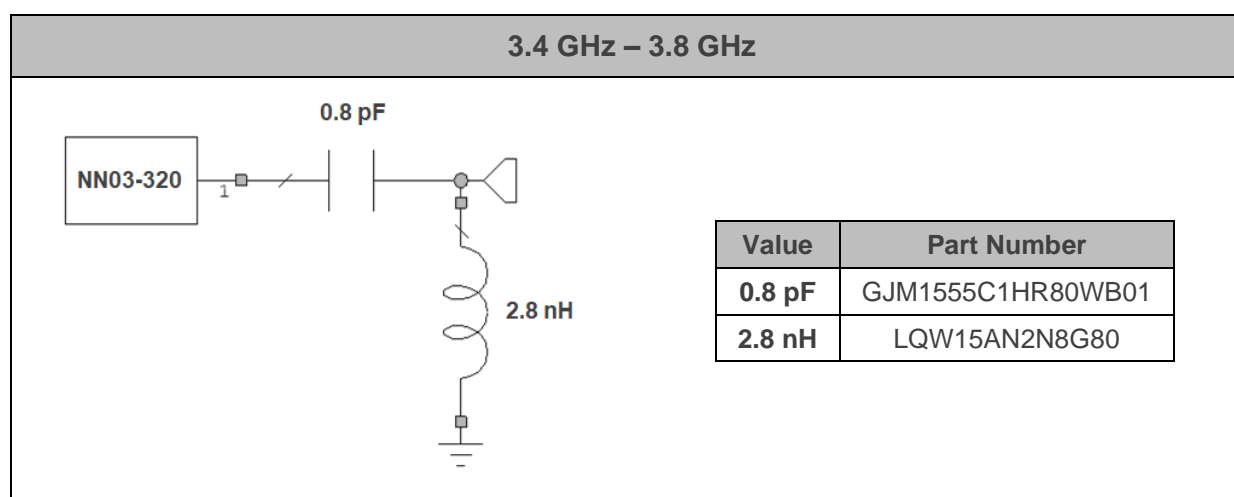 3.4 GHz – 3.8 GHz
0.8 pF
NN03-320
1
2.8 nH
Value Part Number
0.8 pF GJM1555C1HR80WB01
2.8 nH LQW15AN2N8G80